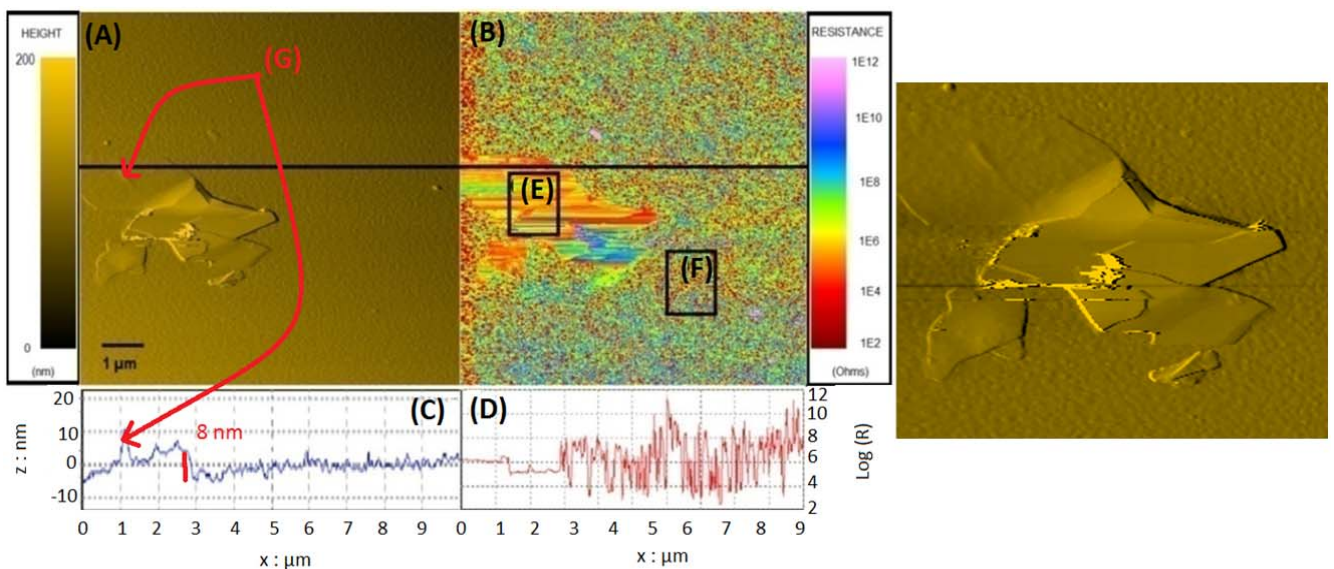 HEIGHT
200
0
(nm)
(A)
(G)
1 µm
(B)
(E)
(F)
RESISTANCE
1E12
1E10
1E8
1E6
1E4
1E2
(Ohms)
z : nm
20
10
0
-10
(C)
8 nm
0 1 2 3 4 5 6 7 8 9
x : µm
(D)
12
10
8
6
4
2
Log (R)
0 1 2 3 4 5 6 7 8 9
x : µm